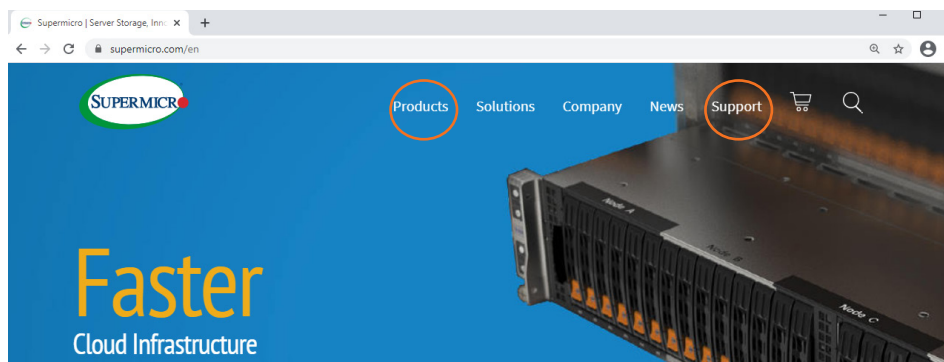 Supermicro | Server Storage, Inn
supermicro.com/en
SUPERMICR
Products Solutions Company News Support
Node A
Node B
Node C
Faster
Cloud Infrastructure